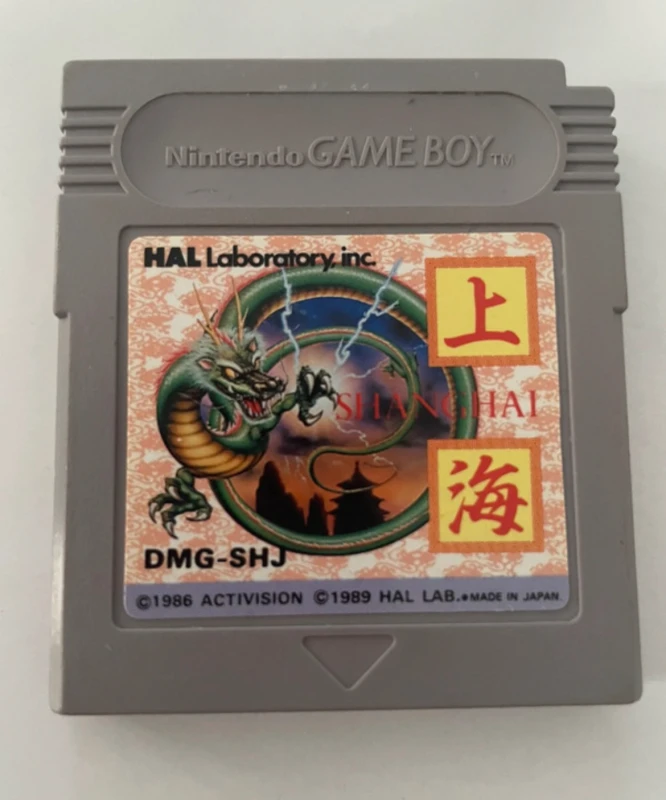 Nintendo GAME BOY™
HAL Laboratory, inc.
上
SHANGHAI
海
DMG-SHJ
©1986 ACTIVISION ©1989 HAL LAB.●MADE IN JAPAN